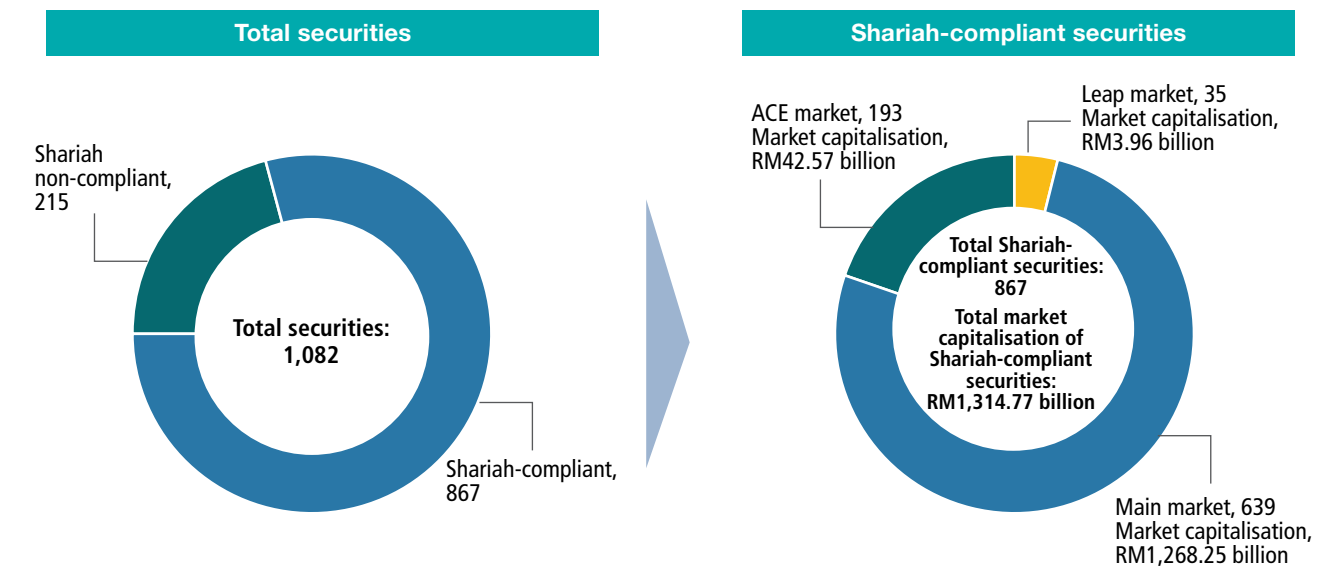 Total securities
Shariah
non-compliant,
215
Total securities:
1,082
Shariah-compliant,
867
Shariah-compliant securities
ACE market, 193
Market capitalisation,
RM42.57 billion
Leap market, 35
Market capitalisation,
RM3.96 billion
Total Shariah-
compliant securities:
867
Total market
capitalisation of
Shariah-compliant
securities:
RM1,314.77 billion
Main market, 639
Market capitalisation,
RM1,268.25 billion